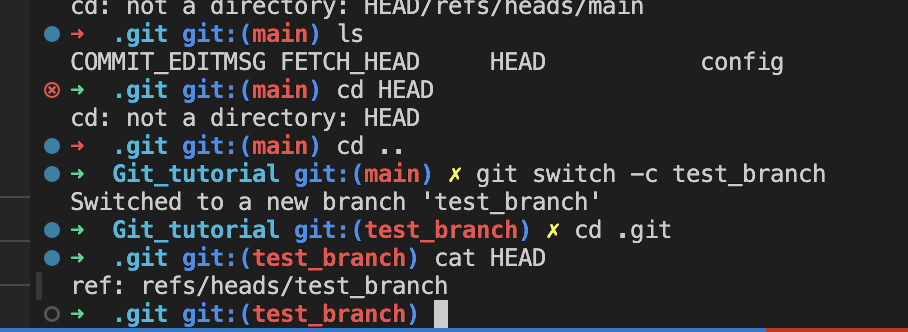 cd: not a directory: HEAD/refs/heads/main
➜ .git git:(main) ls
COMMIT_EDITMSG FETCH_HEAD HEAD config
➜ .git git:(main) cd HEAD
cd: not a directory: HEAD
➜ .git git:(main) cd ..
➜ Git_tutorial git:(main) ✗ git switch -c test_branch
Switched to a new branch 'test_branch'
➜ Git_tutorial git:(test_branch) ✗ cd .git
➜ .git git:(test_branch) cat HEAD
ref: refs/heads/test_branch
➜ .git git:(test_branch)